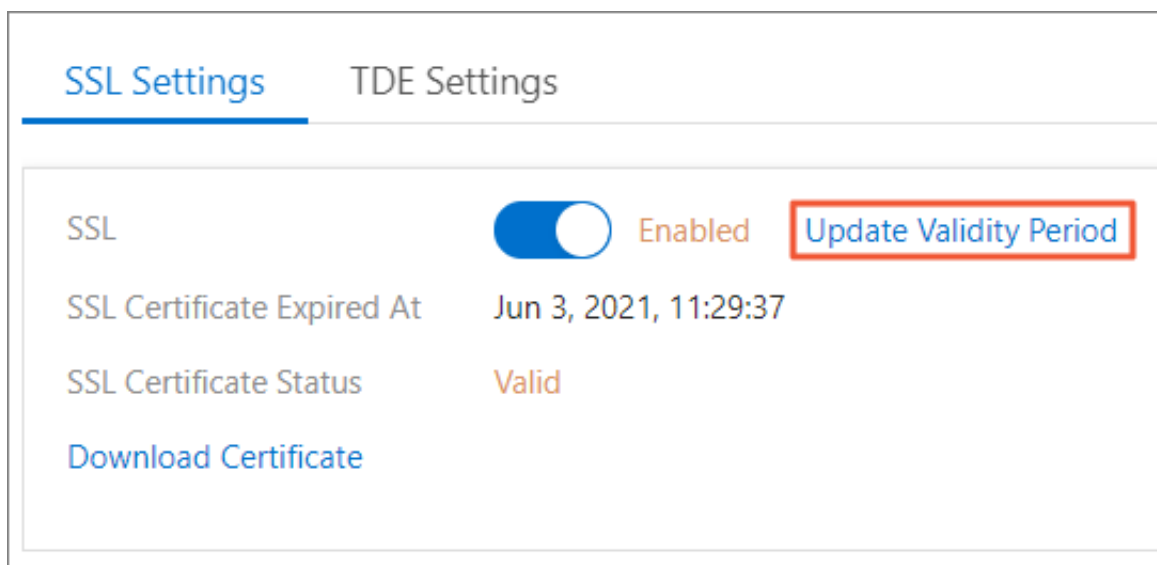 SSL Settings TDE Settings
SSL Enabled Update Validity Period
SSL Certificate Expired At Jun 3, 2021, 11:29:37
SSL Certificate Status Valid
Download Certificate